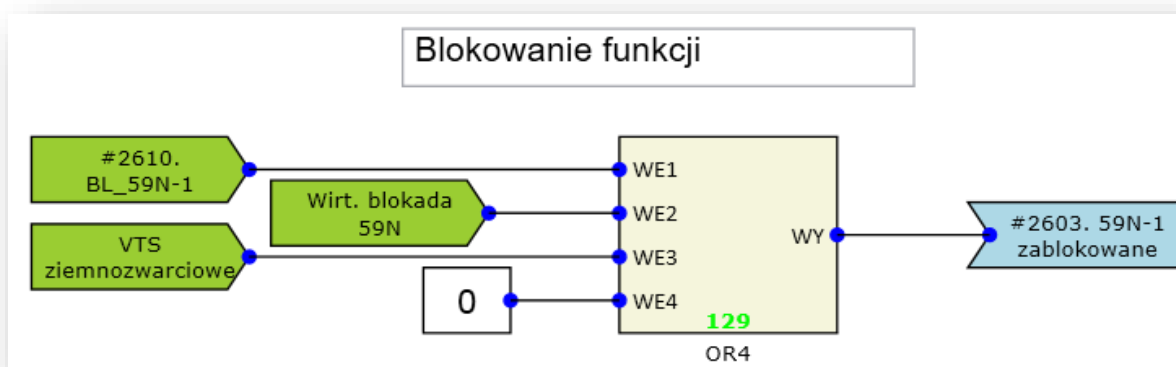 Blokowanie funkcji
#2610.
BL_59N-1
WE1
Wirt. blokada
59N
WE2
VTS
ziemnozwarciowe
WE3
WY
#2603. 59N-1
zablokowane
0
WE4
129
OR4